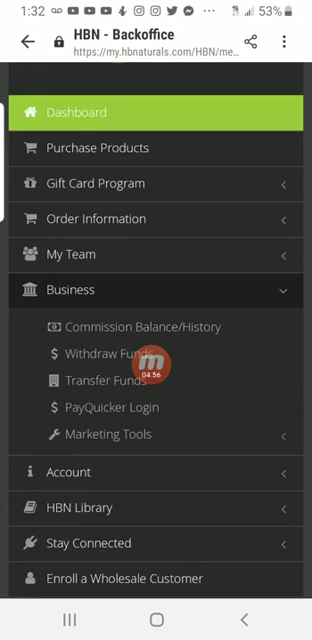 1:32
53%
HBN - Backoffice
https://my.hbnaturals.com/HBN/me...
Dashboard
Purchase Products
Gift Card Program
Order Information
My Team
Business
Commission Balance/History
$ Withdraw Funds
Transfer Funds
$ PayQuicker Login
Marketing Tools
04:56
Account
HBN Library
Stay Connected
Enroll a Wholesale Customer